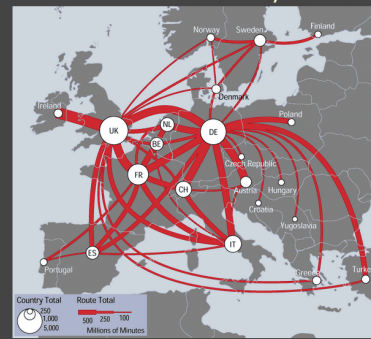 Norway
Sweden
Finland
Denmark
Ireland
UK
NL
DE
Poland
BE
Czech Republic
FR
CH
Austria
Hungary
Croatia
Yugoslavia
IT
ES
Portugal
Greece
Turkey
Country Total
250
1,000
5,000
Route Total
500 250 100
Millions of Minutes